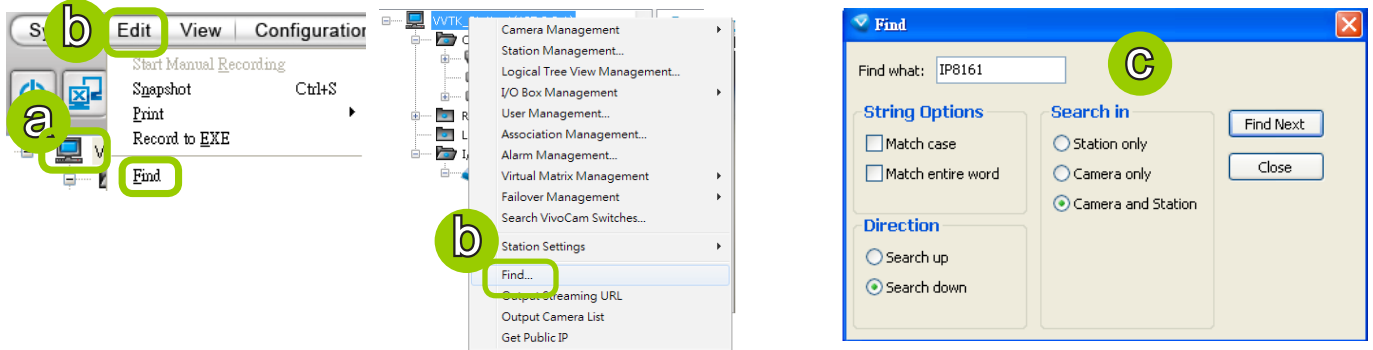 Sy
b
Edit
View
Configuration
Start Manual Recording
Snapshot
Ctrl+S
Print
Record to EXE
Find
a
V
VVTK_
Camera Management
Station Management...
Logical Tree View Management...
I/O Box Management
User Management...
Association Management...
Alarm Management...
Virtual Matrix Management
Failover Management
Search VivoCam Switches...
Station Settings
Find...
Output Streaming URL
Output Camera List
Get Public IP
C
R
L
I/
b
Find
c
Find what:
IP8161
String Options
Match case
Match entire word
Search in
Station only
Camera only
Camera and Station
Find Next
Close
Direction
Search up
Search down